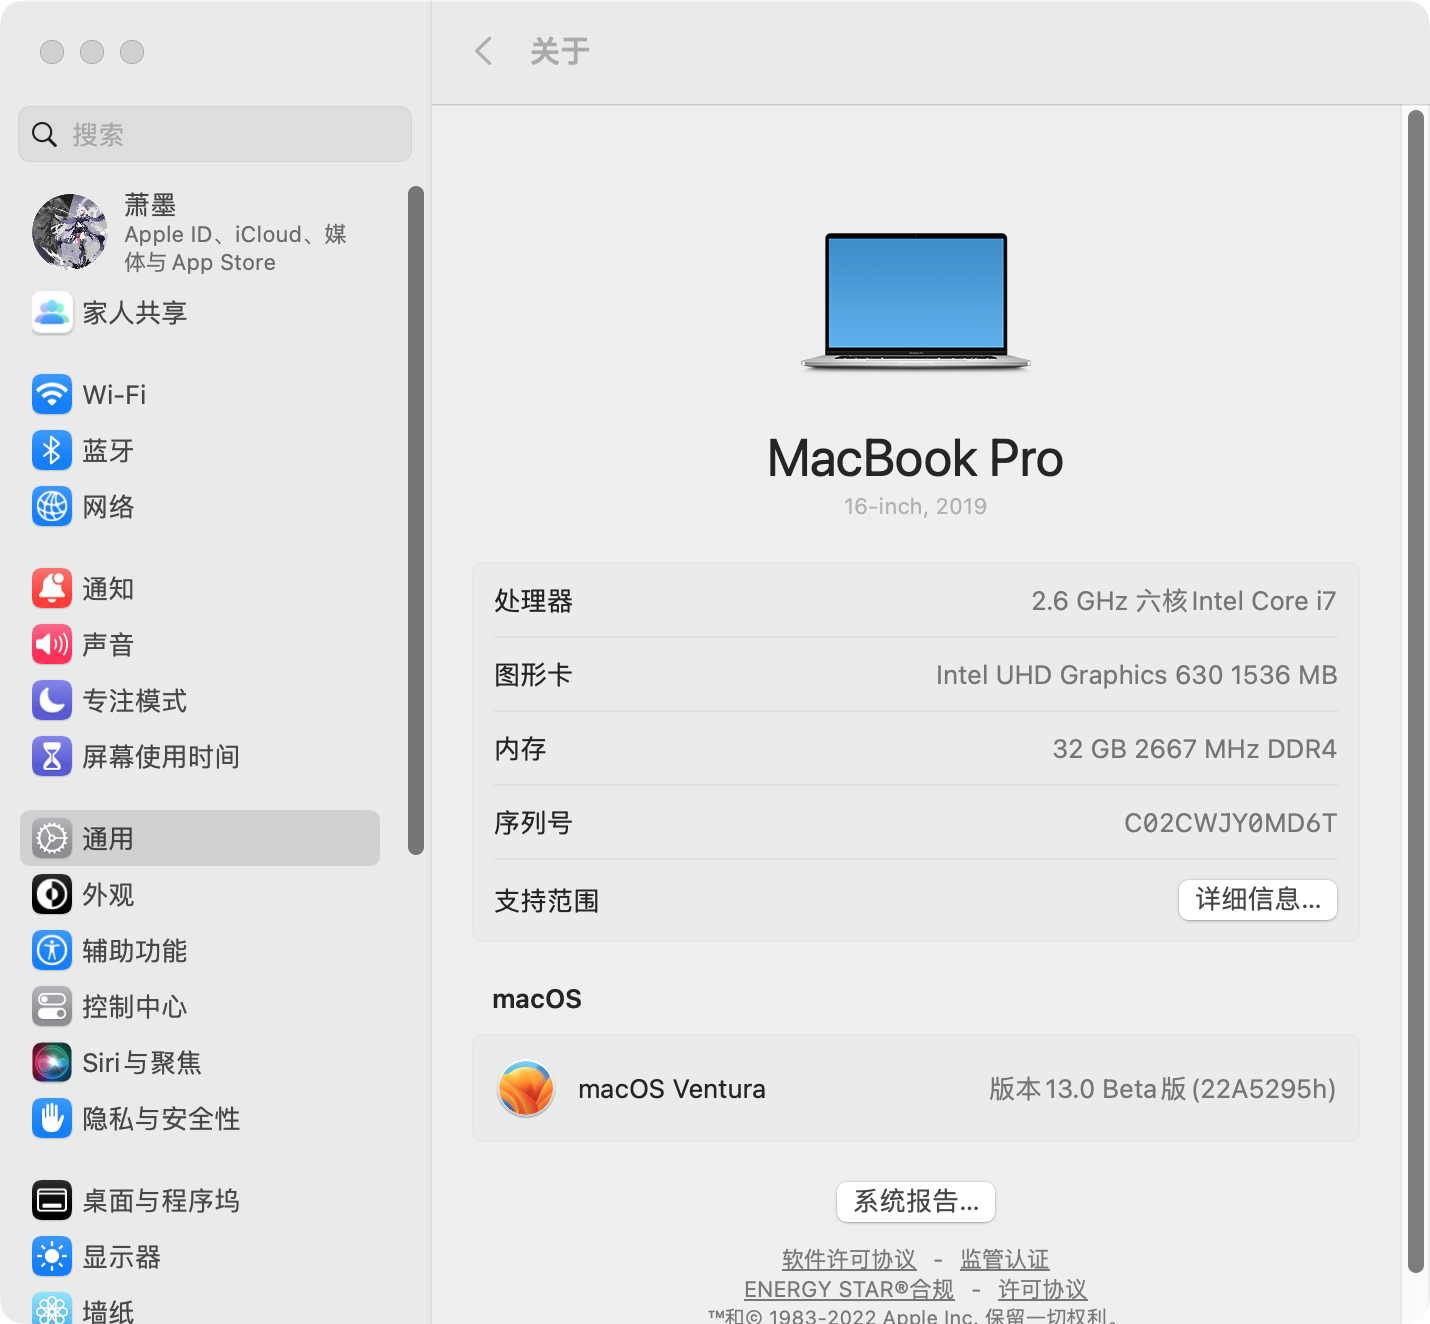 关于
搜索
萧墨
Apple ID、iCloud、媒
体与 App Store
家人共享
Wi-Fi
蓝牙
网络
通知
声音
专注模式
屏幕使用时间
通用
外观
辅助功能
控制中心
Siri与聚焦
隐私与安全性
桌面与程序坞
显示器
墙纸
MacBook Pro
16-inch, 2019
处理器 2.6 GHz 六核Intel Core i7
图形卡 Intel UHD Graphics 630 1536 MB
内存 32 GB 2667 MHz DDR4
序列号 C02CWJY0MD6T
支持范围 详细信息...
macOS
macOS Ventura 版本13.0 Beta版 (22A5295h)
系统报告...
软件许可协议 - 监管认证
ENERGY STAR®合规 - 许可协议
™和© 1983-2022 Apple Inc. 保留一切权利。